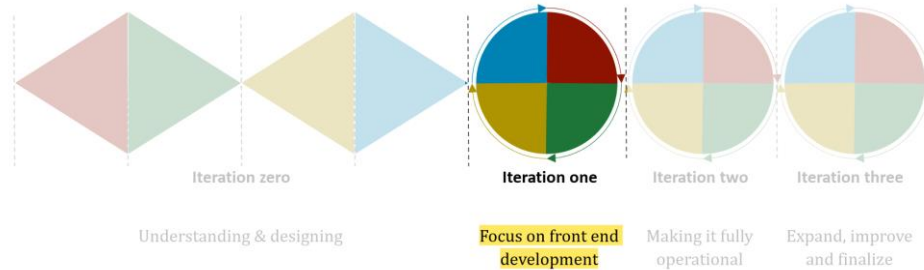 Iteration zero
Iteration one
Iteration two
Iteration three
Understanding & designing
Focus on front end
development
Making it fully
operational
Expand, improve
and finalize